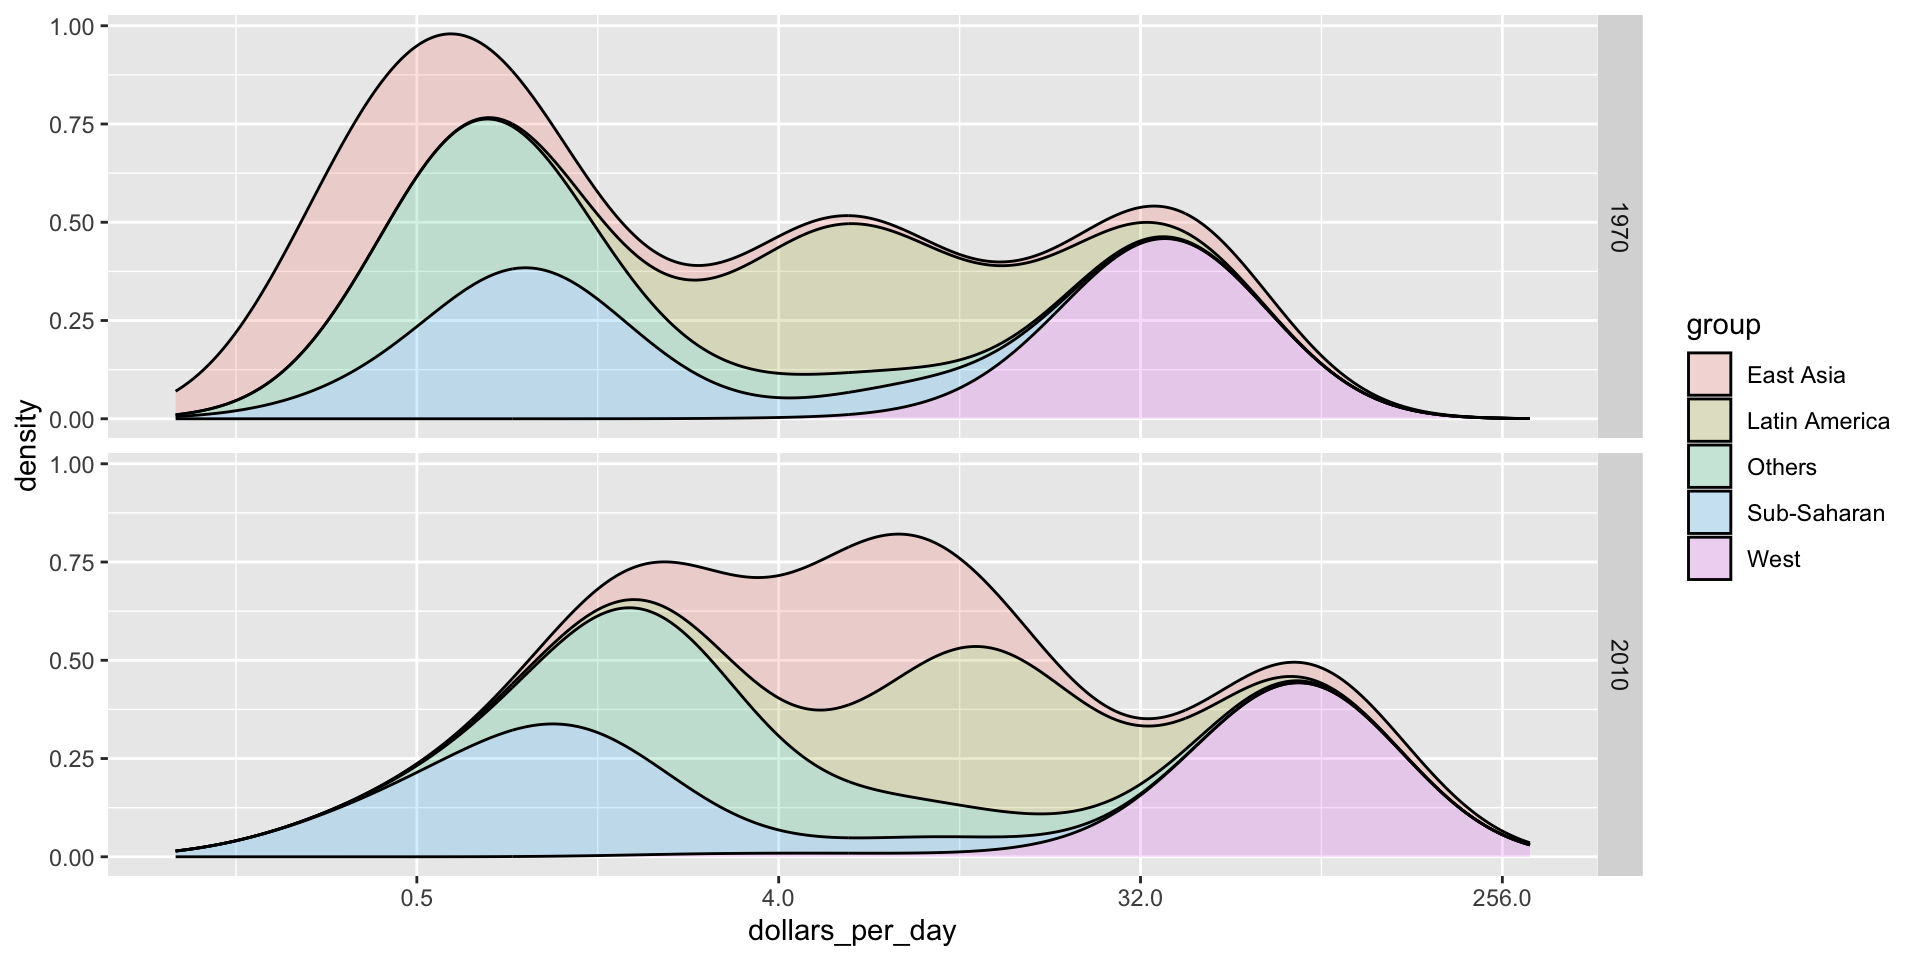 1.00
0.75
0.50
0.25
0.00
1970
1.00
0.75
0.50
0.25
0.00
2010
density
0.5
4.0
32.0
256.0
dollars_per_day
group
East Asia
Latin America
Others
Sub-Saharan
West